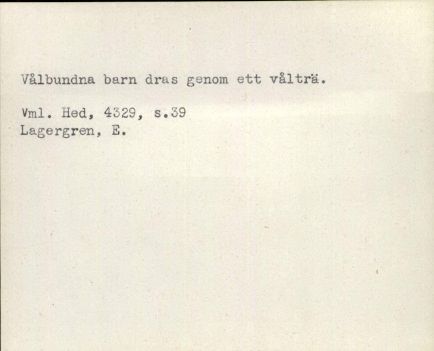 Vålbundna barn dras genom ett vålträ.
Vml. Hed, 4329, s.39
Lagergren, E.